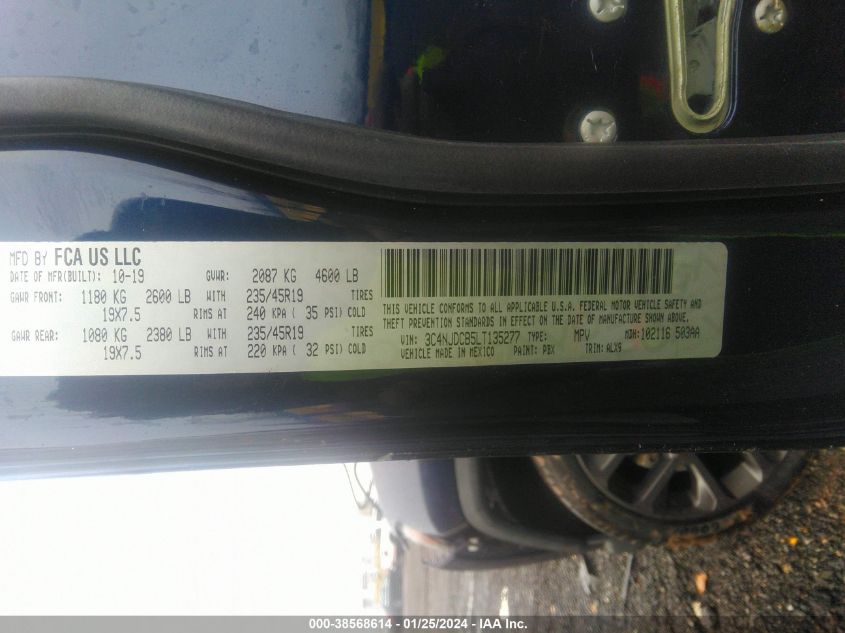 MFD BY FCA US LLC
DATE OF MFR(BUILT): 10-19 GVWR: 2087 KG 4600 LB
GAWR FRONT: 1180 KG 2600 LB WITH 235/45R19 TIRES
19X7.5 RIMS AT 240 KPA ( 35 PSI) COLD
GAWR REAR: 1080 KG 2380 LB WITH 235/45R19 TIRES
19X7.5 RIMS AT 220 KPA ( 32 PSI) COLD
THIS VEHICLE CONFORMS TO ALL APPLICABLE U.S.A. FEDERAL MOTOR VEHICLE SAFETY AND
THEFT PREVENTION STANDARDS IN EFFECT ON THE DATE OF MANUFACTURE SHOWN ABOVE.
VIN: 3C4NJDCB5LT135277 TYPE: MPV MDH: 102116 503AA
VEHICLE MADE IN MEXICO PAINT: PBX TRIM: ALX9
000-38568614 - 01/25/2024 - IAA Inc.